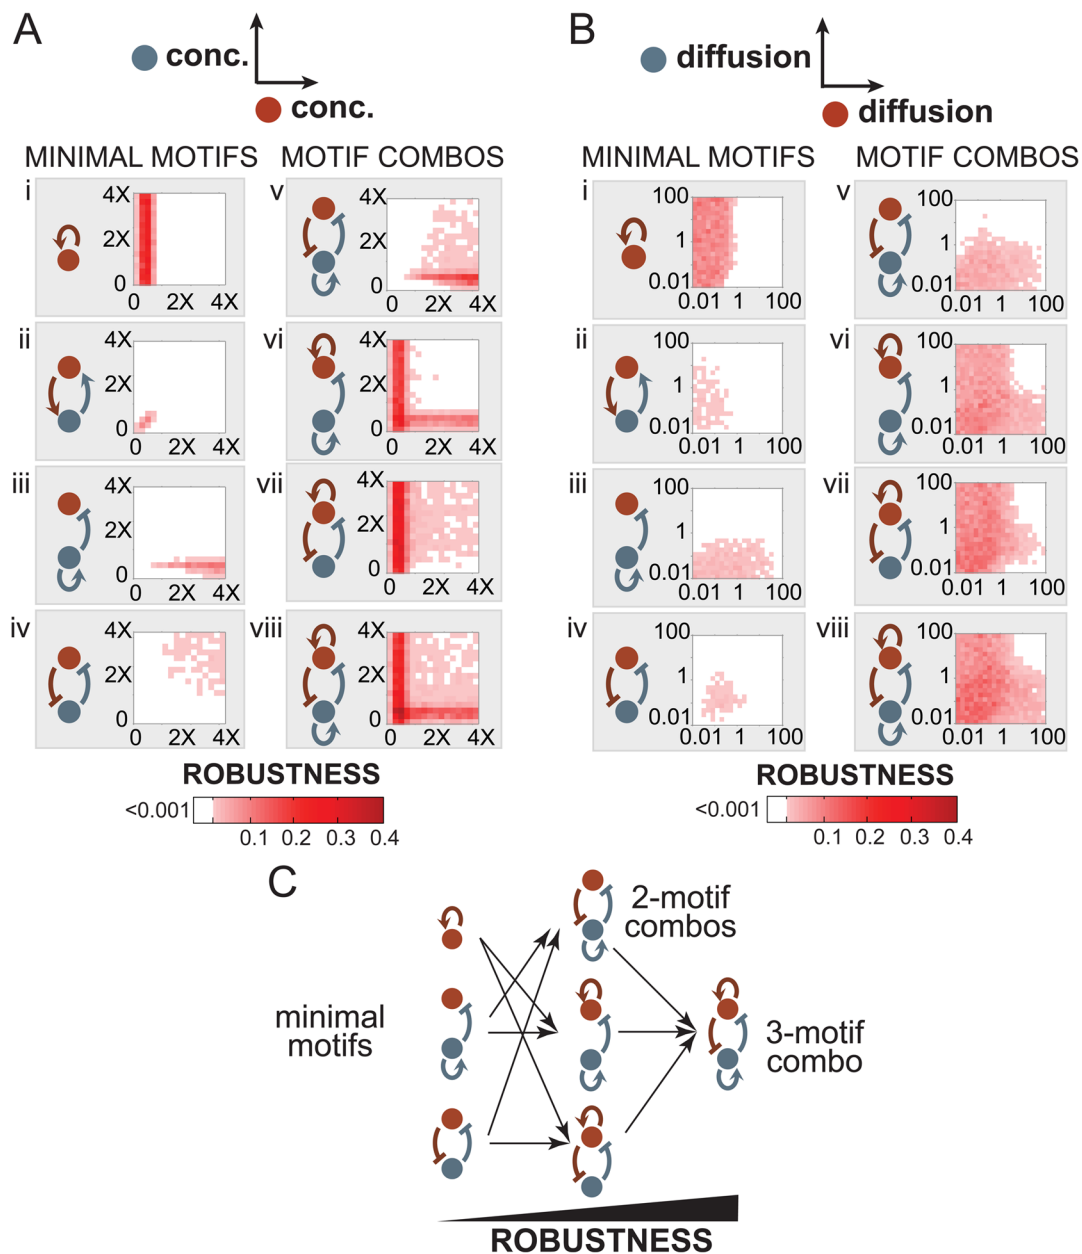 A
B
conc.
conc.
diffusion
diffusion
MINIMAL MOTIFS
MOTIF COMBOS
MINIMAL MOTIFS
MOTIF COMBOS
i
4X
2X
0
0 2X 4X
v
4X
2X
0
0 2X 4X
i
100
1
0.01
0.01 1 100
v
100
1
0.01
0.01 1 100
ii
4X
2X
0
0 2X 4X
vi
4X
2X
0
0 2X 4X
ii
100
1
0.01
0.01 1 100
vi
100
1
0.01
0.01 1 100
iii
4X
2X
0
0 2X 4X
vii
4X
2X
0
0 2X 4X
iii
100
1
0.01
0.01 1 100
vii
100
1
0.01
0.01 1 100
iv
4X
2X
0
0 2X 4X
viii
4X
2X
0
0 2X 4X
iv
100
1
0.01
0.01 1 100
viii
100
1
0.01
0.01 1 100
ROBUSTNESS
<0.001
0.1 0.2 0.3 0.4
ROBUSTNESS
<0.001
0.1 0.2 0.3 0.4
C
2-motif
combos
minimal
motifs
3-motif
combo
ROBUSTNESS